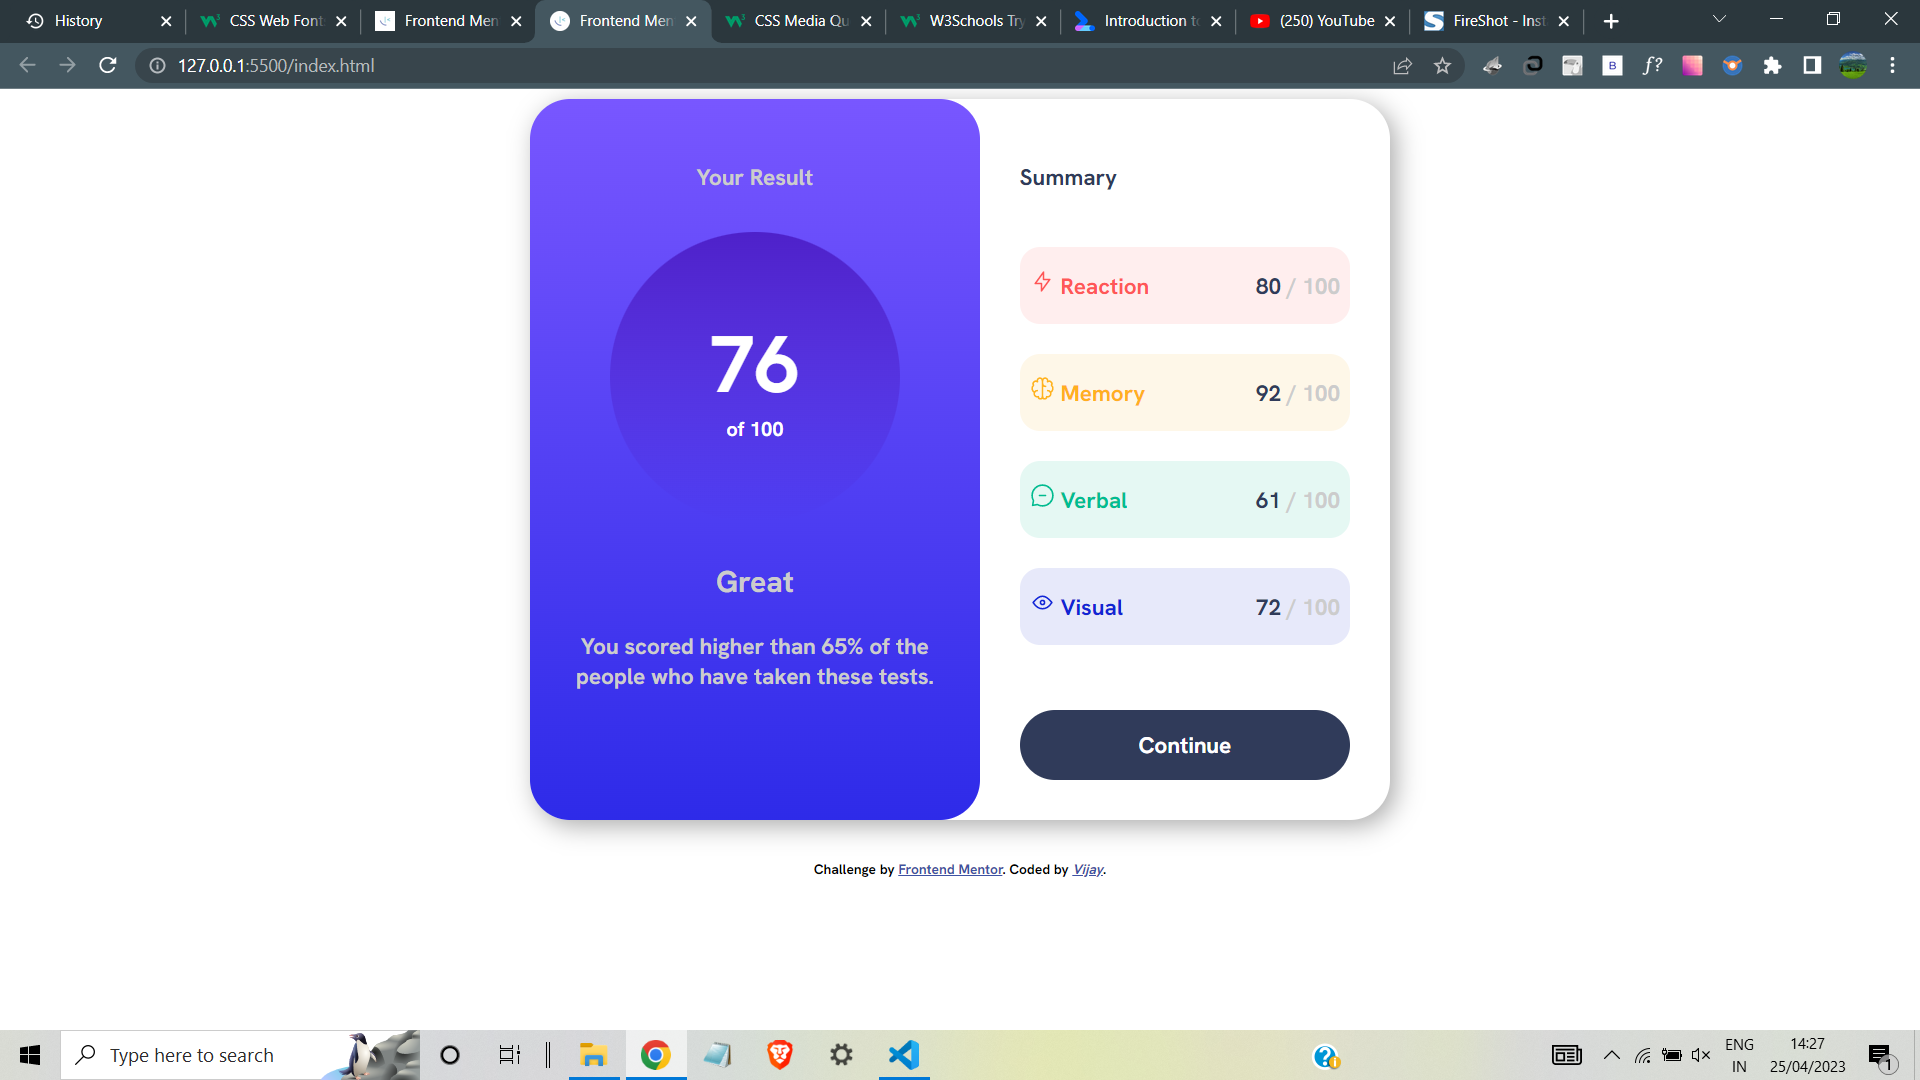 History
CSS Web Font
Frontend Men
Frontend Men
CSS Media Qu
W3Schools Try
Introduction to
(250) YouTube
FireShot - Inst
127.0.0.1:5500/index.html
B
f?
Your Result
76
of 100
Great
You scored higher than 65% of the
people who have taken these tests.
Summary
Reaction 80 / 100
Memory 92 / 100
Verbal 61 / 100
Visual 72 / 100
Continue
Challenge by Frontend Mentor. Coded by Vijay.
Type here to search
ENG
IN
14:27
25/04/2023
1